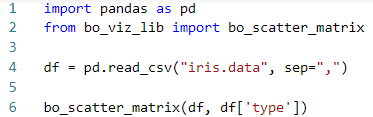 1 import pandas as pd
2 from bo_viz_lib import bo_scatter_matrix
3
4 df = pd.read_csv("iris.data", sep=",")
5
6 bo_scatter_matrix(df, df['type'])